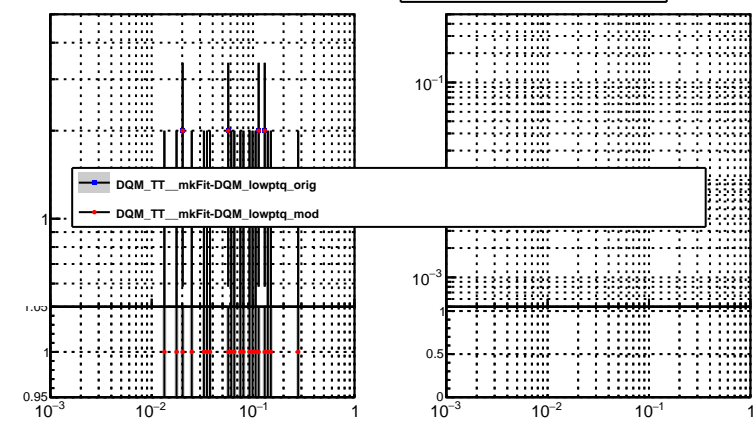 10⁻¹
DQM_TT__mkFit-DQM_lowptq_orig
DQM_TT__mkFit-DQM_lowptq_mod
1
10⁻³
1.05
1
1
0.5
0.95
0
10⁻³ 10⁻² 10⁻¹ 1
10⁻³ 10⁻² 10⁻¹ 1